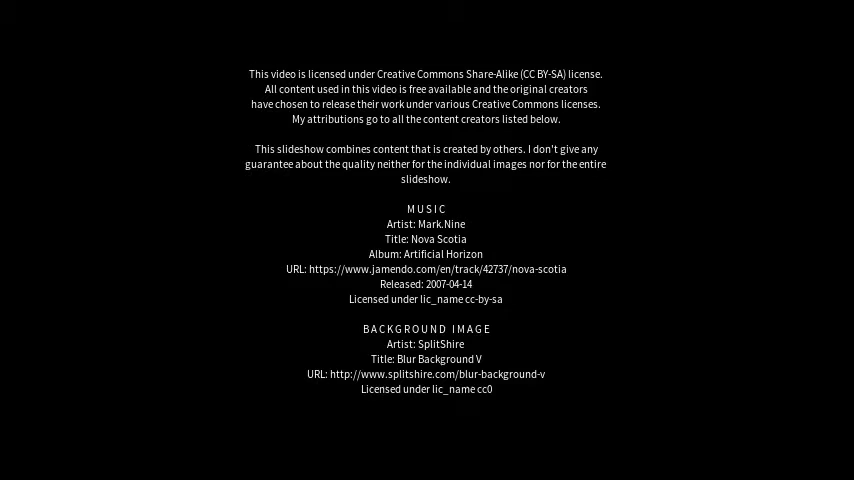 This video is licensed under Creative Commons Share-Alike (CC BY-SA) license.
All content used in this video is free available and the original creators
have chosen to release their work under various Creative Commons licenses.
My attributions go to all the content creators listed below.
This slideshow combines content that is created by others. I don't give any
guarantee about the quality neither for the individual images nor for the entire
slideshow.
MUSIC
Artist: Mark.Nine
Title: Nova Scotia
Album: Artificial Horizon
URL: https://www.jamendo.com/en/track/42737/nova-scotia
Released: 2007-04-14
Licensed under lic_name cc-by-sa
BACKGROUND IMAGE
Artist: SplitShire
Title: Blur Background V
URL: http://www.splitshire.com/blur-background-v
Licensed under lic_name cc0